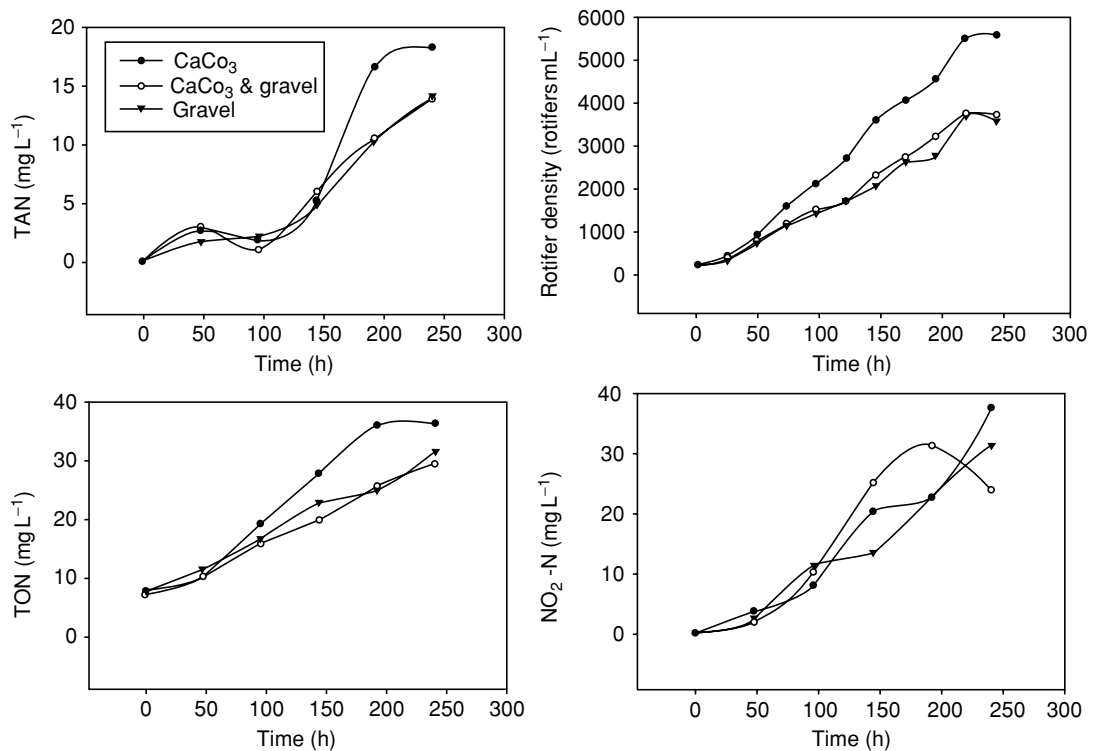 20
15
10
5
0
TAN (mg L⁻¹)
CaCo₃
CaCo₃ & gravel
Gravel
0 50 100 150 200 250 300
Time (h)
6000
5000
4000
3000
2000
1000
0
Rotifer density (rotifers mL⁻¹)
0 50 100 150 200 250 300
Time (h)
40
30
20
10
0
TON (mg L⁻¹)
0 50 100 150 200 250 300
Time (h)
40
30
20
10
0
NO₂ -N (mg L⁻¹)
0 50 100 150 200 250 300
Time (h)